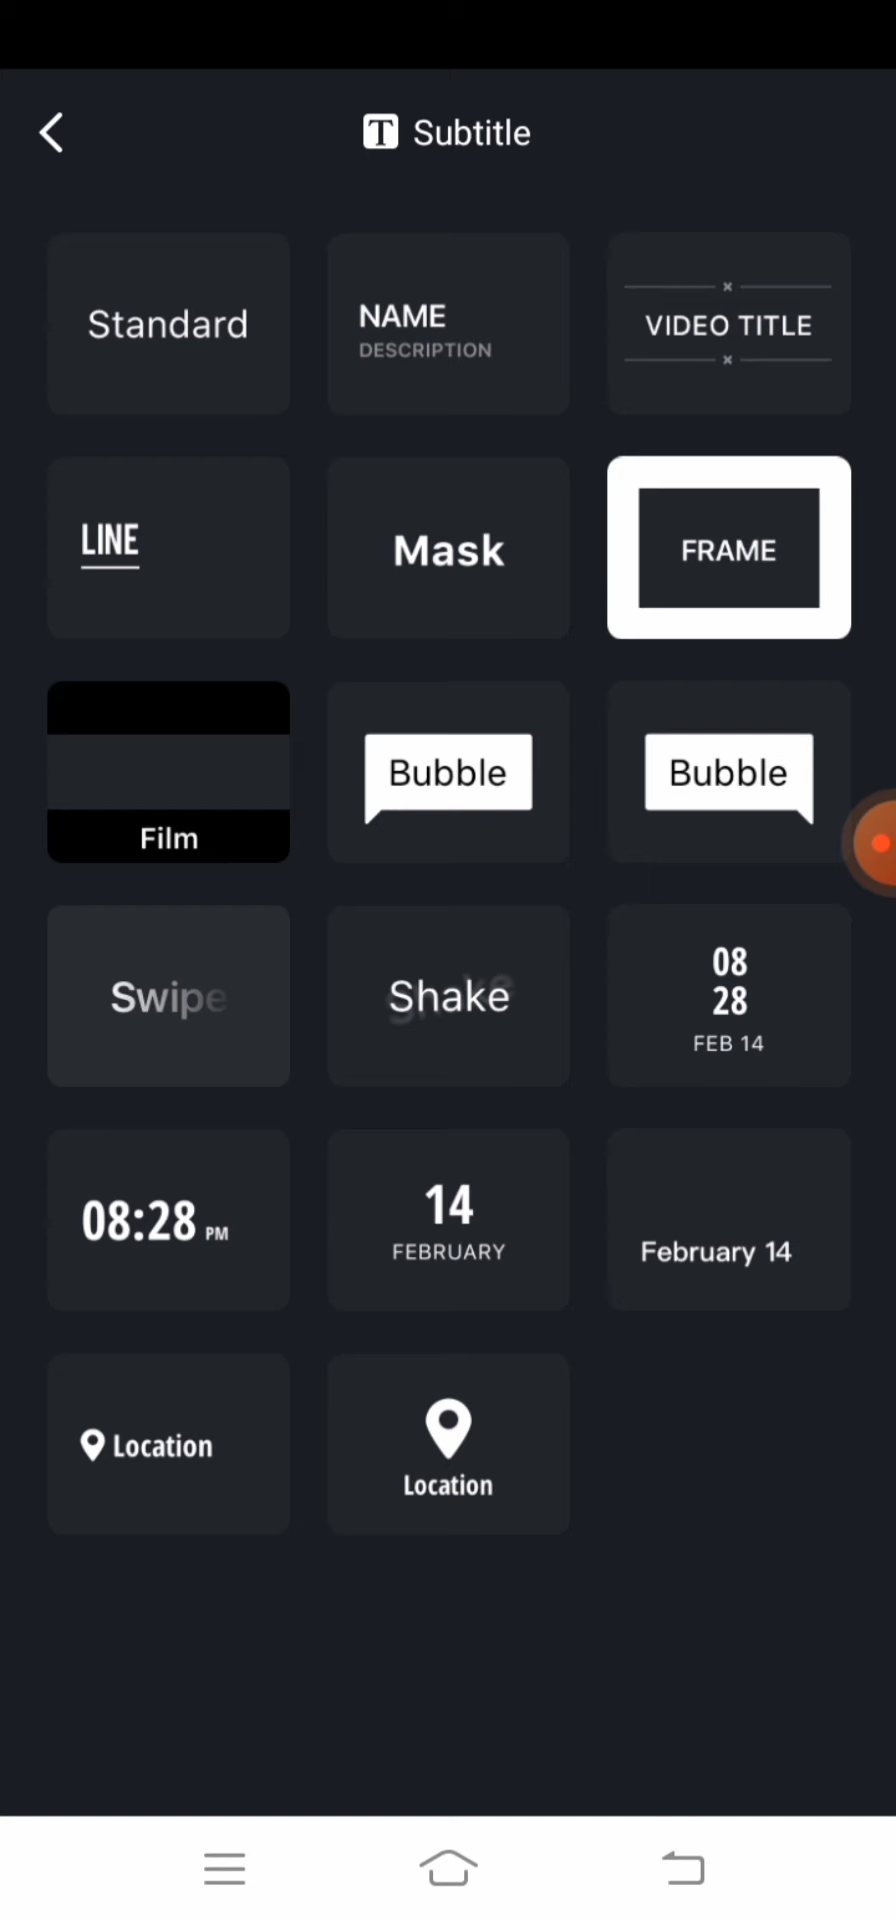 T Subtitle
Standard
NAME
DESCRIPTION
VIDEO TITLE
LINE
Mask
FRAME
Film
Bubble
Bubble
Swipe
Shake
08
28
FEB 14
08:28 PM
14
FEBRUARY
February 14
Location
Location